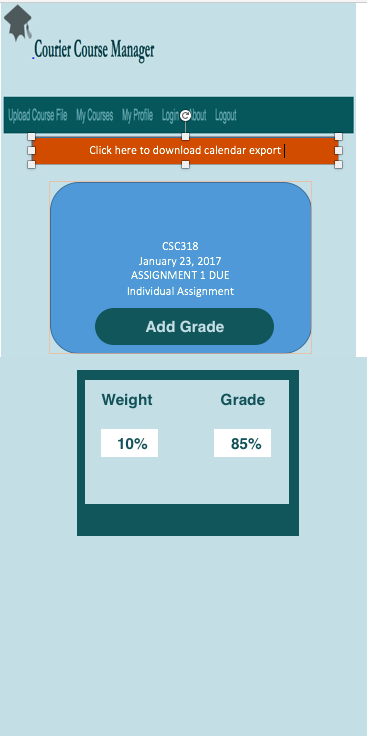 Courier Course Manager
Upload Course File My Courses My Profile Login About Logout
Click here to download calendar export
CSC318
January 23, 2017
ASSIGNMENT 1 DUE
Individual Assignment
Add Grade
Weight Grade
10% 85%